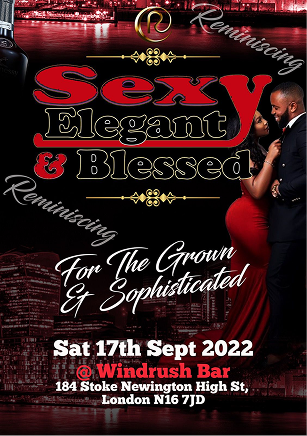 R
Reminiscing
Sexy
Elegant
& Blessed
Reminiscing
For The Grown
& Sophisticated
Sat 17th Sept 2022
@ Windrush Bar
184 Stoke Newington High St,
London N16 7JD